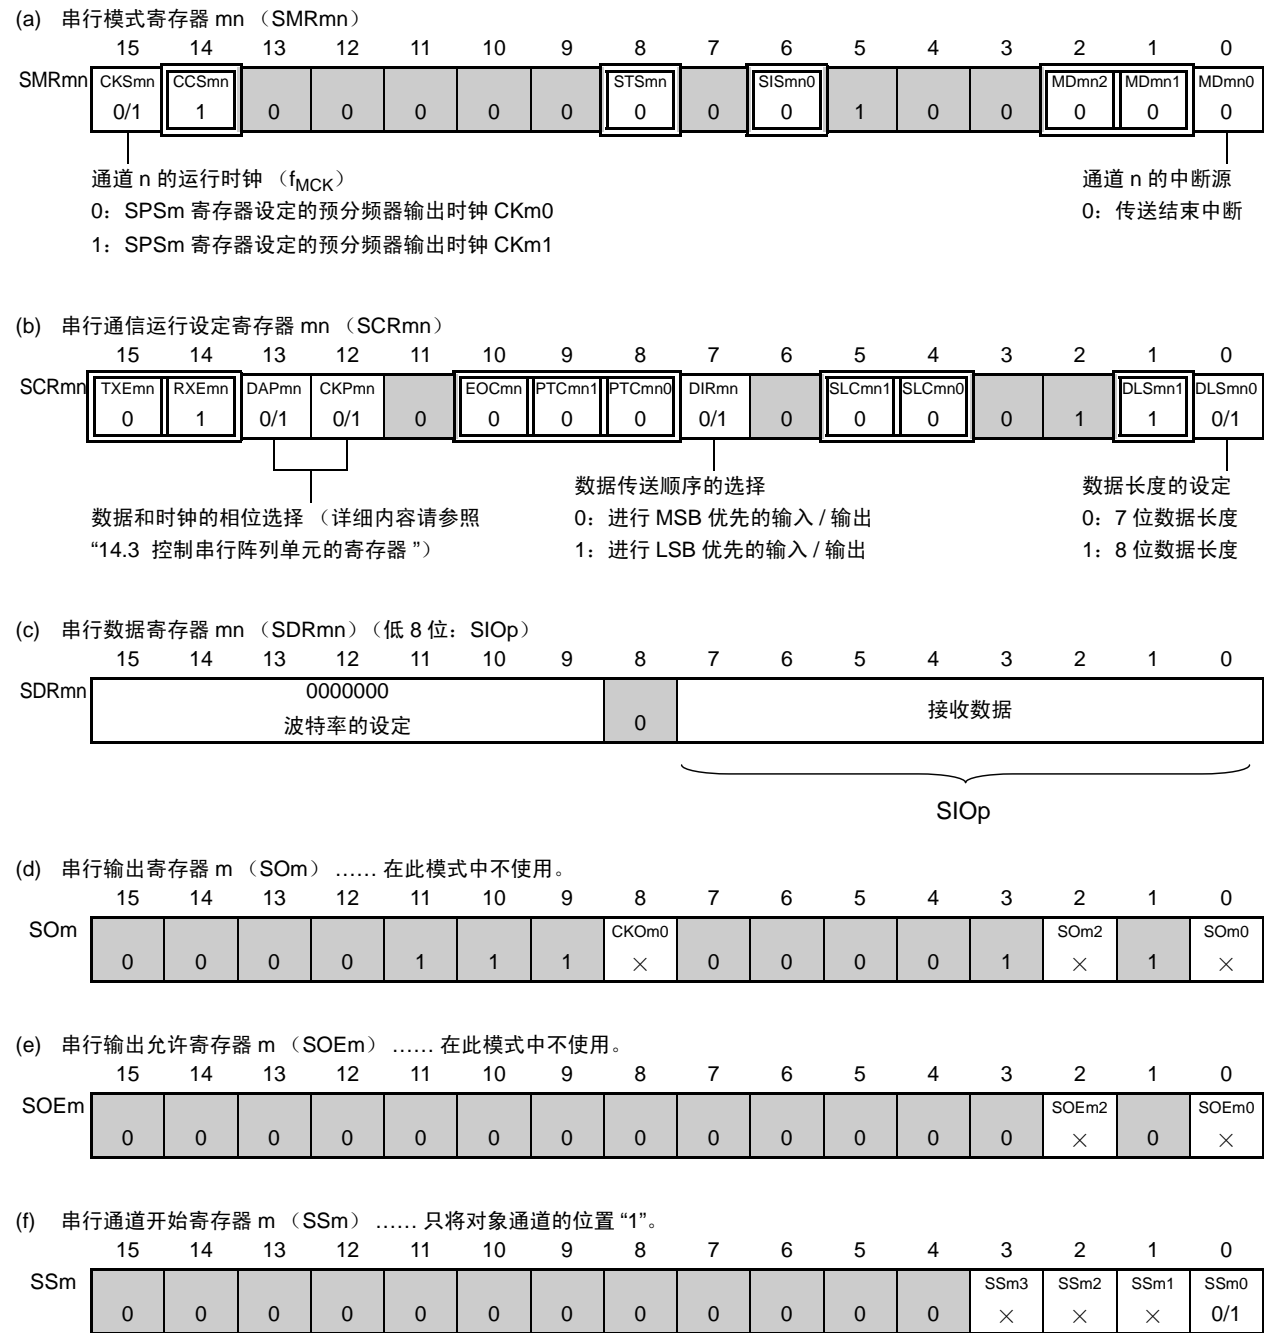 (a) 串行模式寄存器 mn （SMRmn）
15 14 13 12 11 10 9 8 7 6 5 4 3 2 1 0
SMRmn CKSmn CCSmn STSmn SISmn0 MDmn2 MDmn1 MDmn0
0/1 1 0 0 0 0 0 0 0 0 1 0 0 0 0 0
通道 n 的运行时钟 （fMCK） 通道 n 的中断源
0：SPSm 寄存器设定的预分频器输出时钟 CKm0 0：传送结束中断
1：SPSm 寄存器设定的预分频器输出时钟 CKm1
(b) 串行通信运行设定寄存器 mn （SCRmn）
15 14 13 12 11 10 9 8 7 6 5 4 3 2 1 0
SCRmn TXEmn RXEmn DAPmn CKPmn EOCmn PTCmn1 PTCmn0 DIRmn SLCmn1 SLCmn0 DLSmn1 DLSmn0
0 1 0/1 0/1 0 0 0 0 0/1 0 0 0 0 1 1 0/1
数据传送顺序的选择 数据长度的设定
数据和时钟的相位选择 （详细内容请参照 0：进行 MSB 优先的输入 / 输出 0：7 位数据长度
“14.3 控制串行阵列单元的寄存器 ”） 1：进行 LSB 优先的输入 / 输出 1：8 位数据长度
(c) 串行数据寄存器 mn （SDRmn）（低 8 位：SIOp）
15 14 13 12 11 10 9 8 7 6 5 4 3 2 1 0
SDRmn 0000000
波特率的设定 0 接收数据
SIOp
(d) 串行输出寄存器 m （SOm） …… 在此模式中不使用。
15 14 13 12 11 10 9 8 7 6 5 4 3 2 1 0
SOm CKOm0 SOm2 SOm0
0 0 0 0 1 1 1 × 0 0 0 0 1 × 1 ×
(e) 串行输出允许寄存器 m （SOEm） …… 在此模式中不使用。
15 14 13 12 11 10 9 8 7 6 5 4 3 2 1 0
SOEm SOEm2 SOEm0
0 0 0 0 0 0 0 0 0 0 0 0 0 × 0 ×
(f) 串行通道开始寄存器 m （SSm） …… 只将对象通道的位置 “1”。
15 14 13 12 11 10 9 8 7 6 5 4 3 2 1 0
SSm SSm3 SSm2 SSm1 SSm0
0 0 0 0 0 0 0 0 0 0 0 0 × × × 0/1